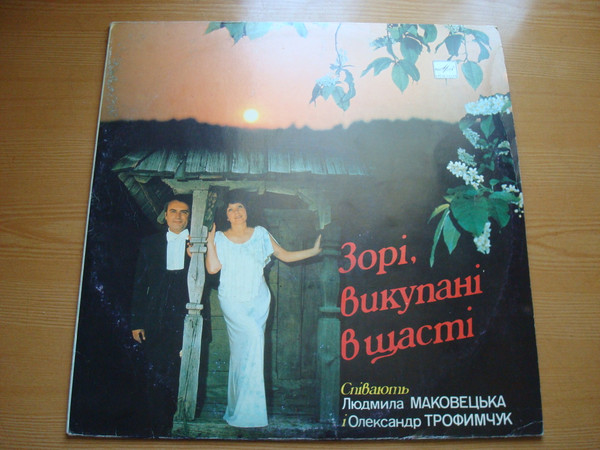 Зорі,
викупані
в щасті
Співають
Людмила МАКОВЕЦЬКА
і Олександр ТРОФИМЧУК